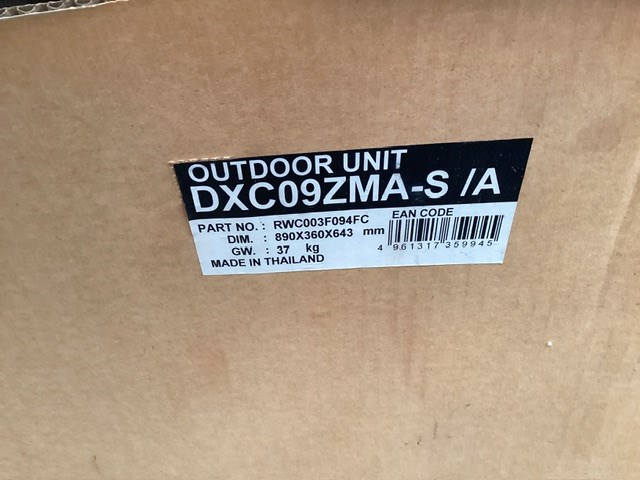 OUTDOOR UNIT
DXC09ZMA-S /A
PART NO. : RWC003F094FC
DIM. : 890X360X643 mm
GW. : 37 kg
MADE IN THAILAND
EAN CODE
4 961317 359945